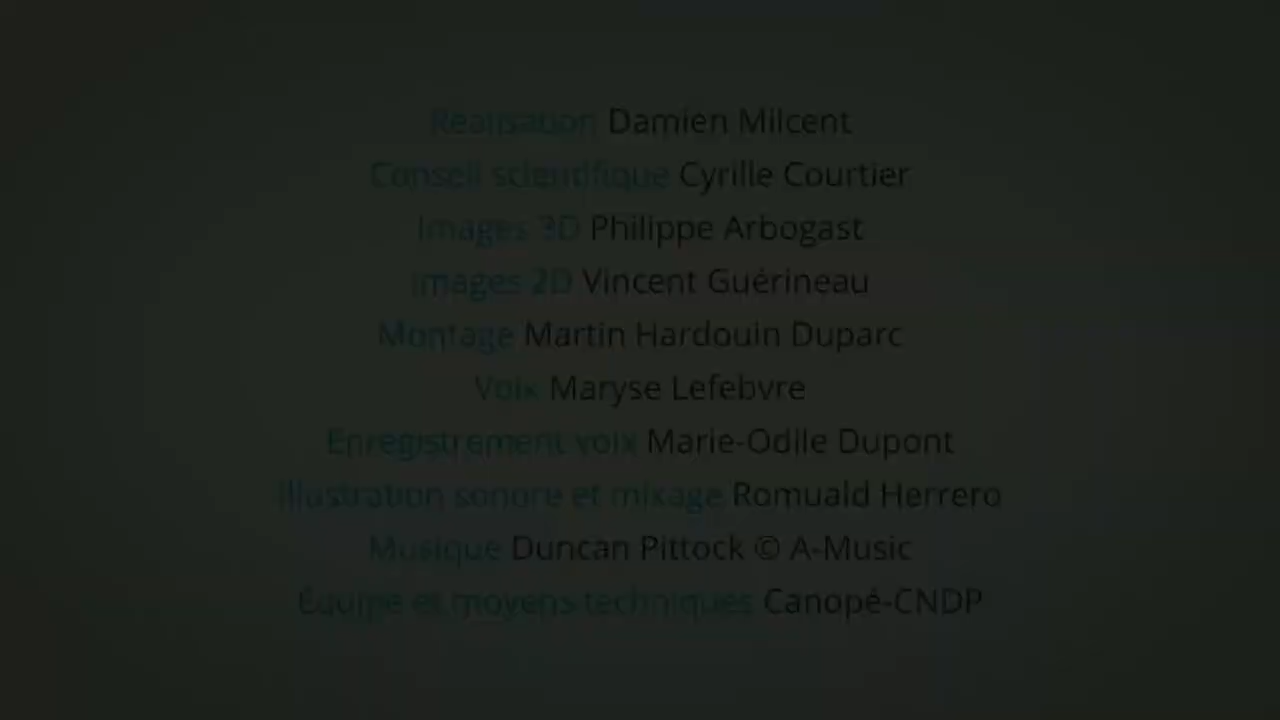 Réalisation Damien Milcent
Conseil scientifique Cyrille Courtier
Images 3D Philippe Arbogast
Images 2D Vincent Guérineau
Montage Martin Hardouin Duparc
Voix Maryse Lefebvre
Enregistrement voix Marie-Odile Dupont
Illustration sonore et mixage Romuald Herrero
Musique Duncan Pittock © A-Music
Équipe et moyens techniques Canopé-CNDP